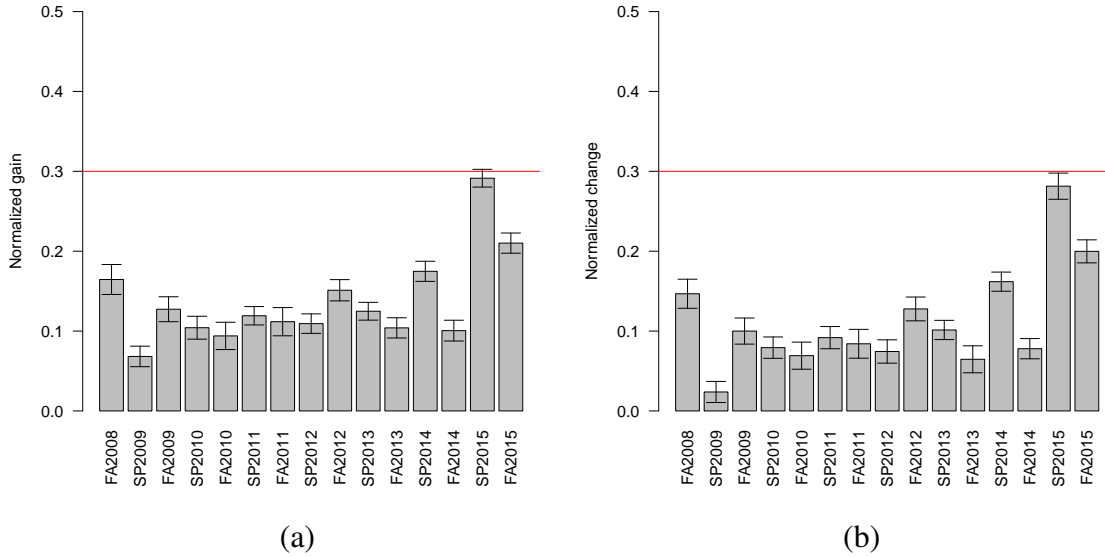 Normalized gain
0.5
0.4
0.3
0.2
0.1
0.0
FA2008
SP2009
FA2009
SP2010
FA2010
SP2011
FA2011
SP2012
FA2012
SP2013
FA2013
SP2014
FA2014
SP2015
FA2015
(a)
Normalized change
0.5
0.4
0.3
0.2
0.1
0.0
FA2008
SP2009
FA2009
SP2010
FA2010
SP2011
FA2011
SP2012
FA2012
SP2013
FA2013
SP2014
FA2014
SP2015
FA2015
(b)